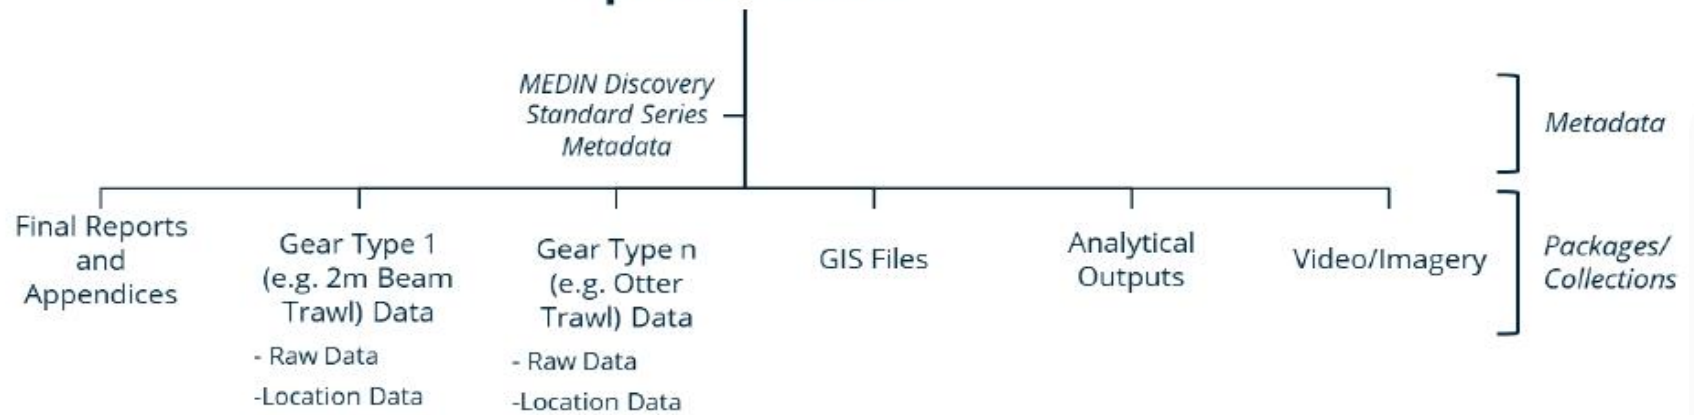 MEDIN Discovery
Standard Series
Metadata
Metadata
Final Reports
and
Appendices
Gear Type 1
(e.g. 2m Beam
Trawl) Data
- Raw Data
-Location Data
Gear Type n
(e.g. Otter
Trawl) Data
- Raw Data
-Location Data
GIS Files
Analytical
Outputs
Video/Imagery
Packages/
Collections